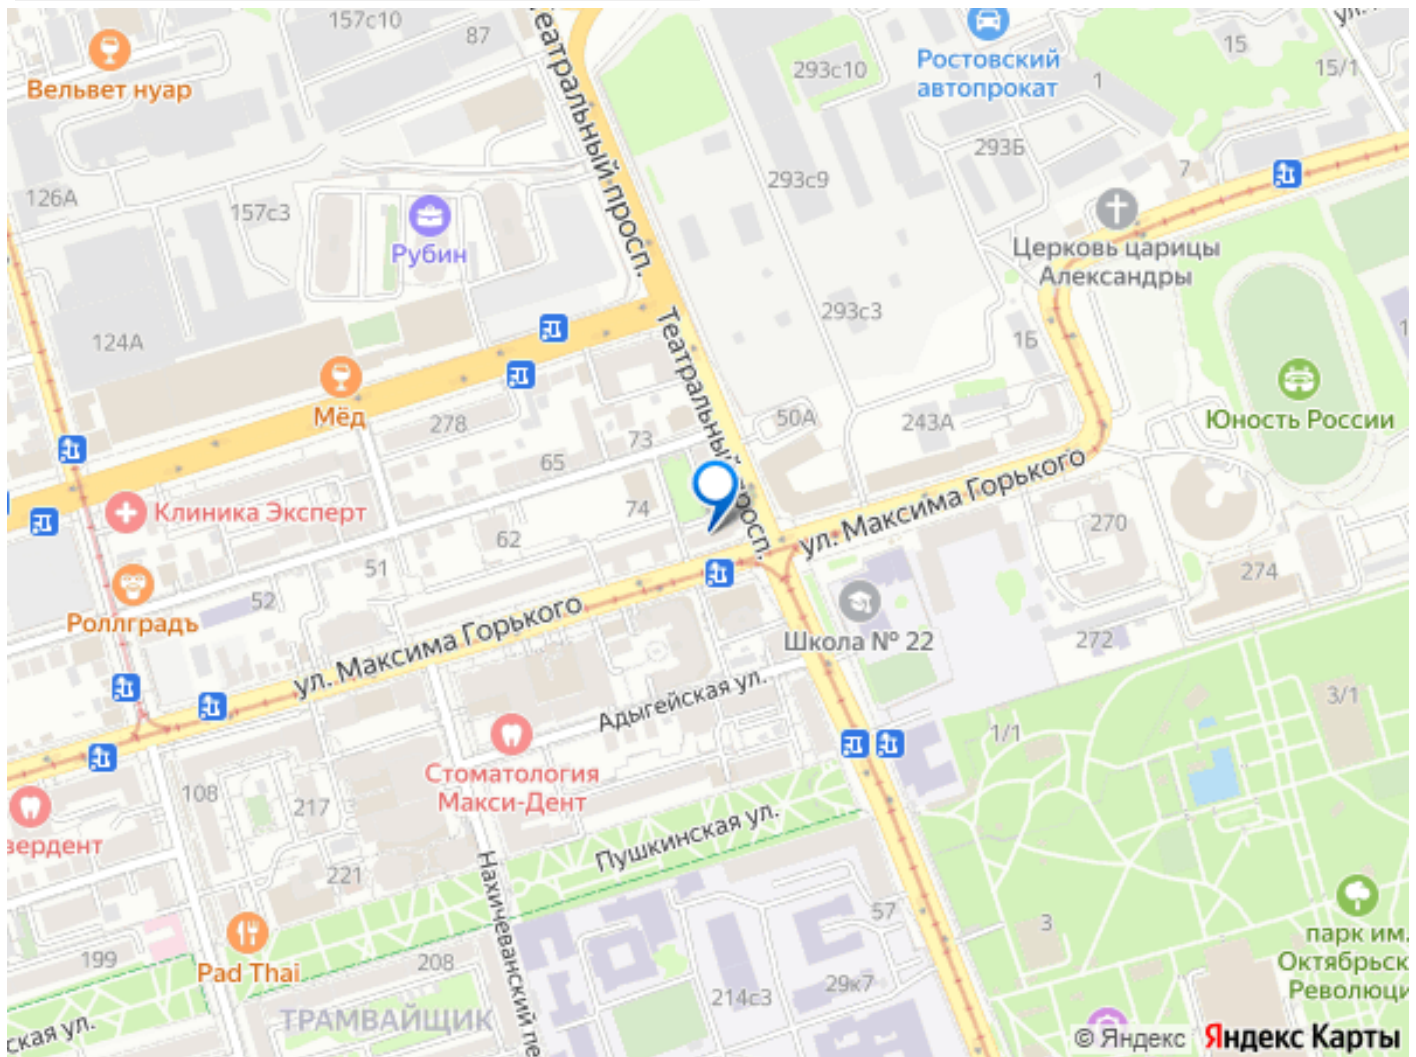 157с10
87
Вельвет нуар
Театральный просп.
293с10
Ростовский
автопрокат
15
15/1
1
ул.
126А
157с3
Рубин
293с9
293Б
7
Церковь царицы
Александры
124А
293с3
1Б
Театральный просп.
Мёд
278
73
50А
243А
Юность России
65
74
Клиника Эксперт
62
51
ул. Максима Горького
270
274
Роллградъ
52
ул. Максима Горького
Школа № 22
272
Адыгейская ул.
3/1
1/1
Стоматология
Макси-Дент
108
217
вердент
221
Пушкинская ул.
Нахичеванский пе
57
3
парк им.
Октябрьск
Революци
Pad Thai
199
208
29к7
214с3
ТРАМВАЙЩИК
ская ул.
© Яндекс Яндекс Карты